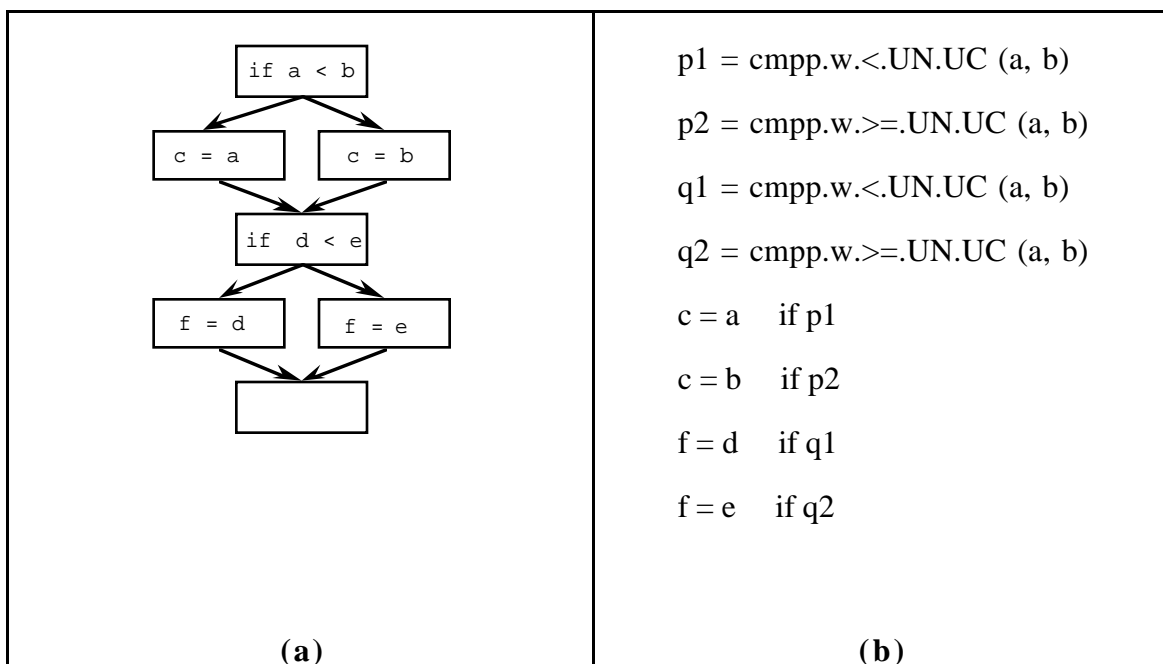 if a < b
c = a
c = b
if d < e
f = d
f = e
(a)
p1 = cmpp.w.<.UN.UC (a, b)
p2 = cmpp.w.>=.UN.UC (a, b)
q1 = cmpp.w.<.UN.UC (a, b)
q2 = cmpp.w.>=.UN.UC (a, b)
c = a if p1
c = b if p2
f = d if q1
f = e if q2
(b)